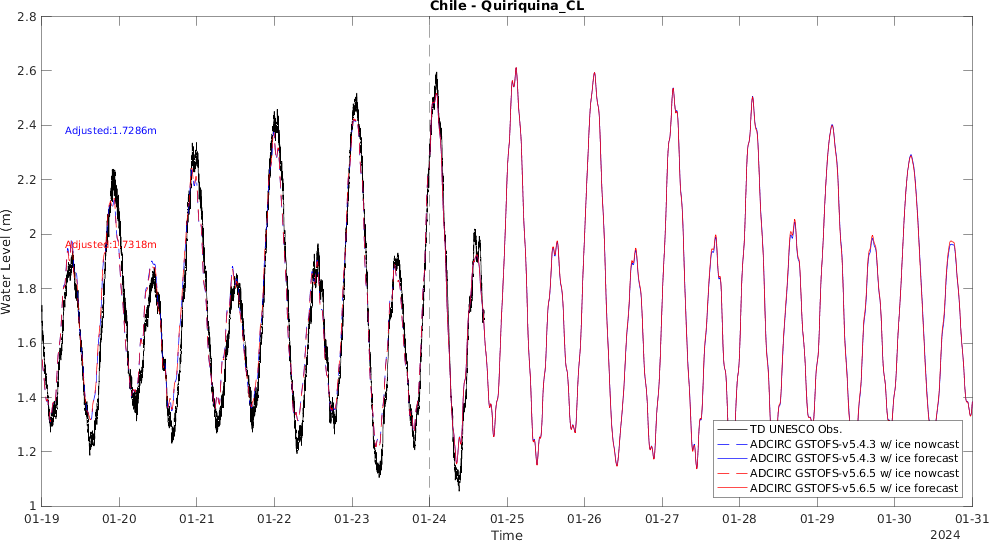 Chile - Quiriquina_CL
2.8
2.6
2.4
2.2
2
1.8
1.6
1.4
1.2
1
Water Level (m)
Adjusted:1.7286m
Adjusted:1.7318m
TD UNESCO Obs.
ADCIRC GSTOFS-v5.4.3 w/ ice nowcast
ADCIRC GSTOFS-v5.4.3 w/ ice forecast
ADCIRC GSTOFS-v5.6.5 w/ ice nowcast
ADCIRC GSTOFS-v5.6.5 w/ ice forecast
01-19 01-20 01-21 01-22 01-23 01-24 01-25 01-26 01-27 01-28 01-29 01-30 01-31
Time
2024